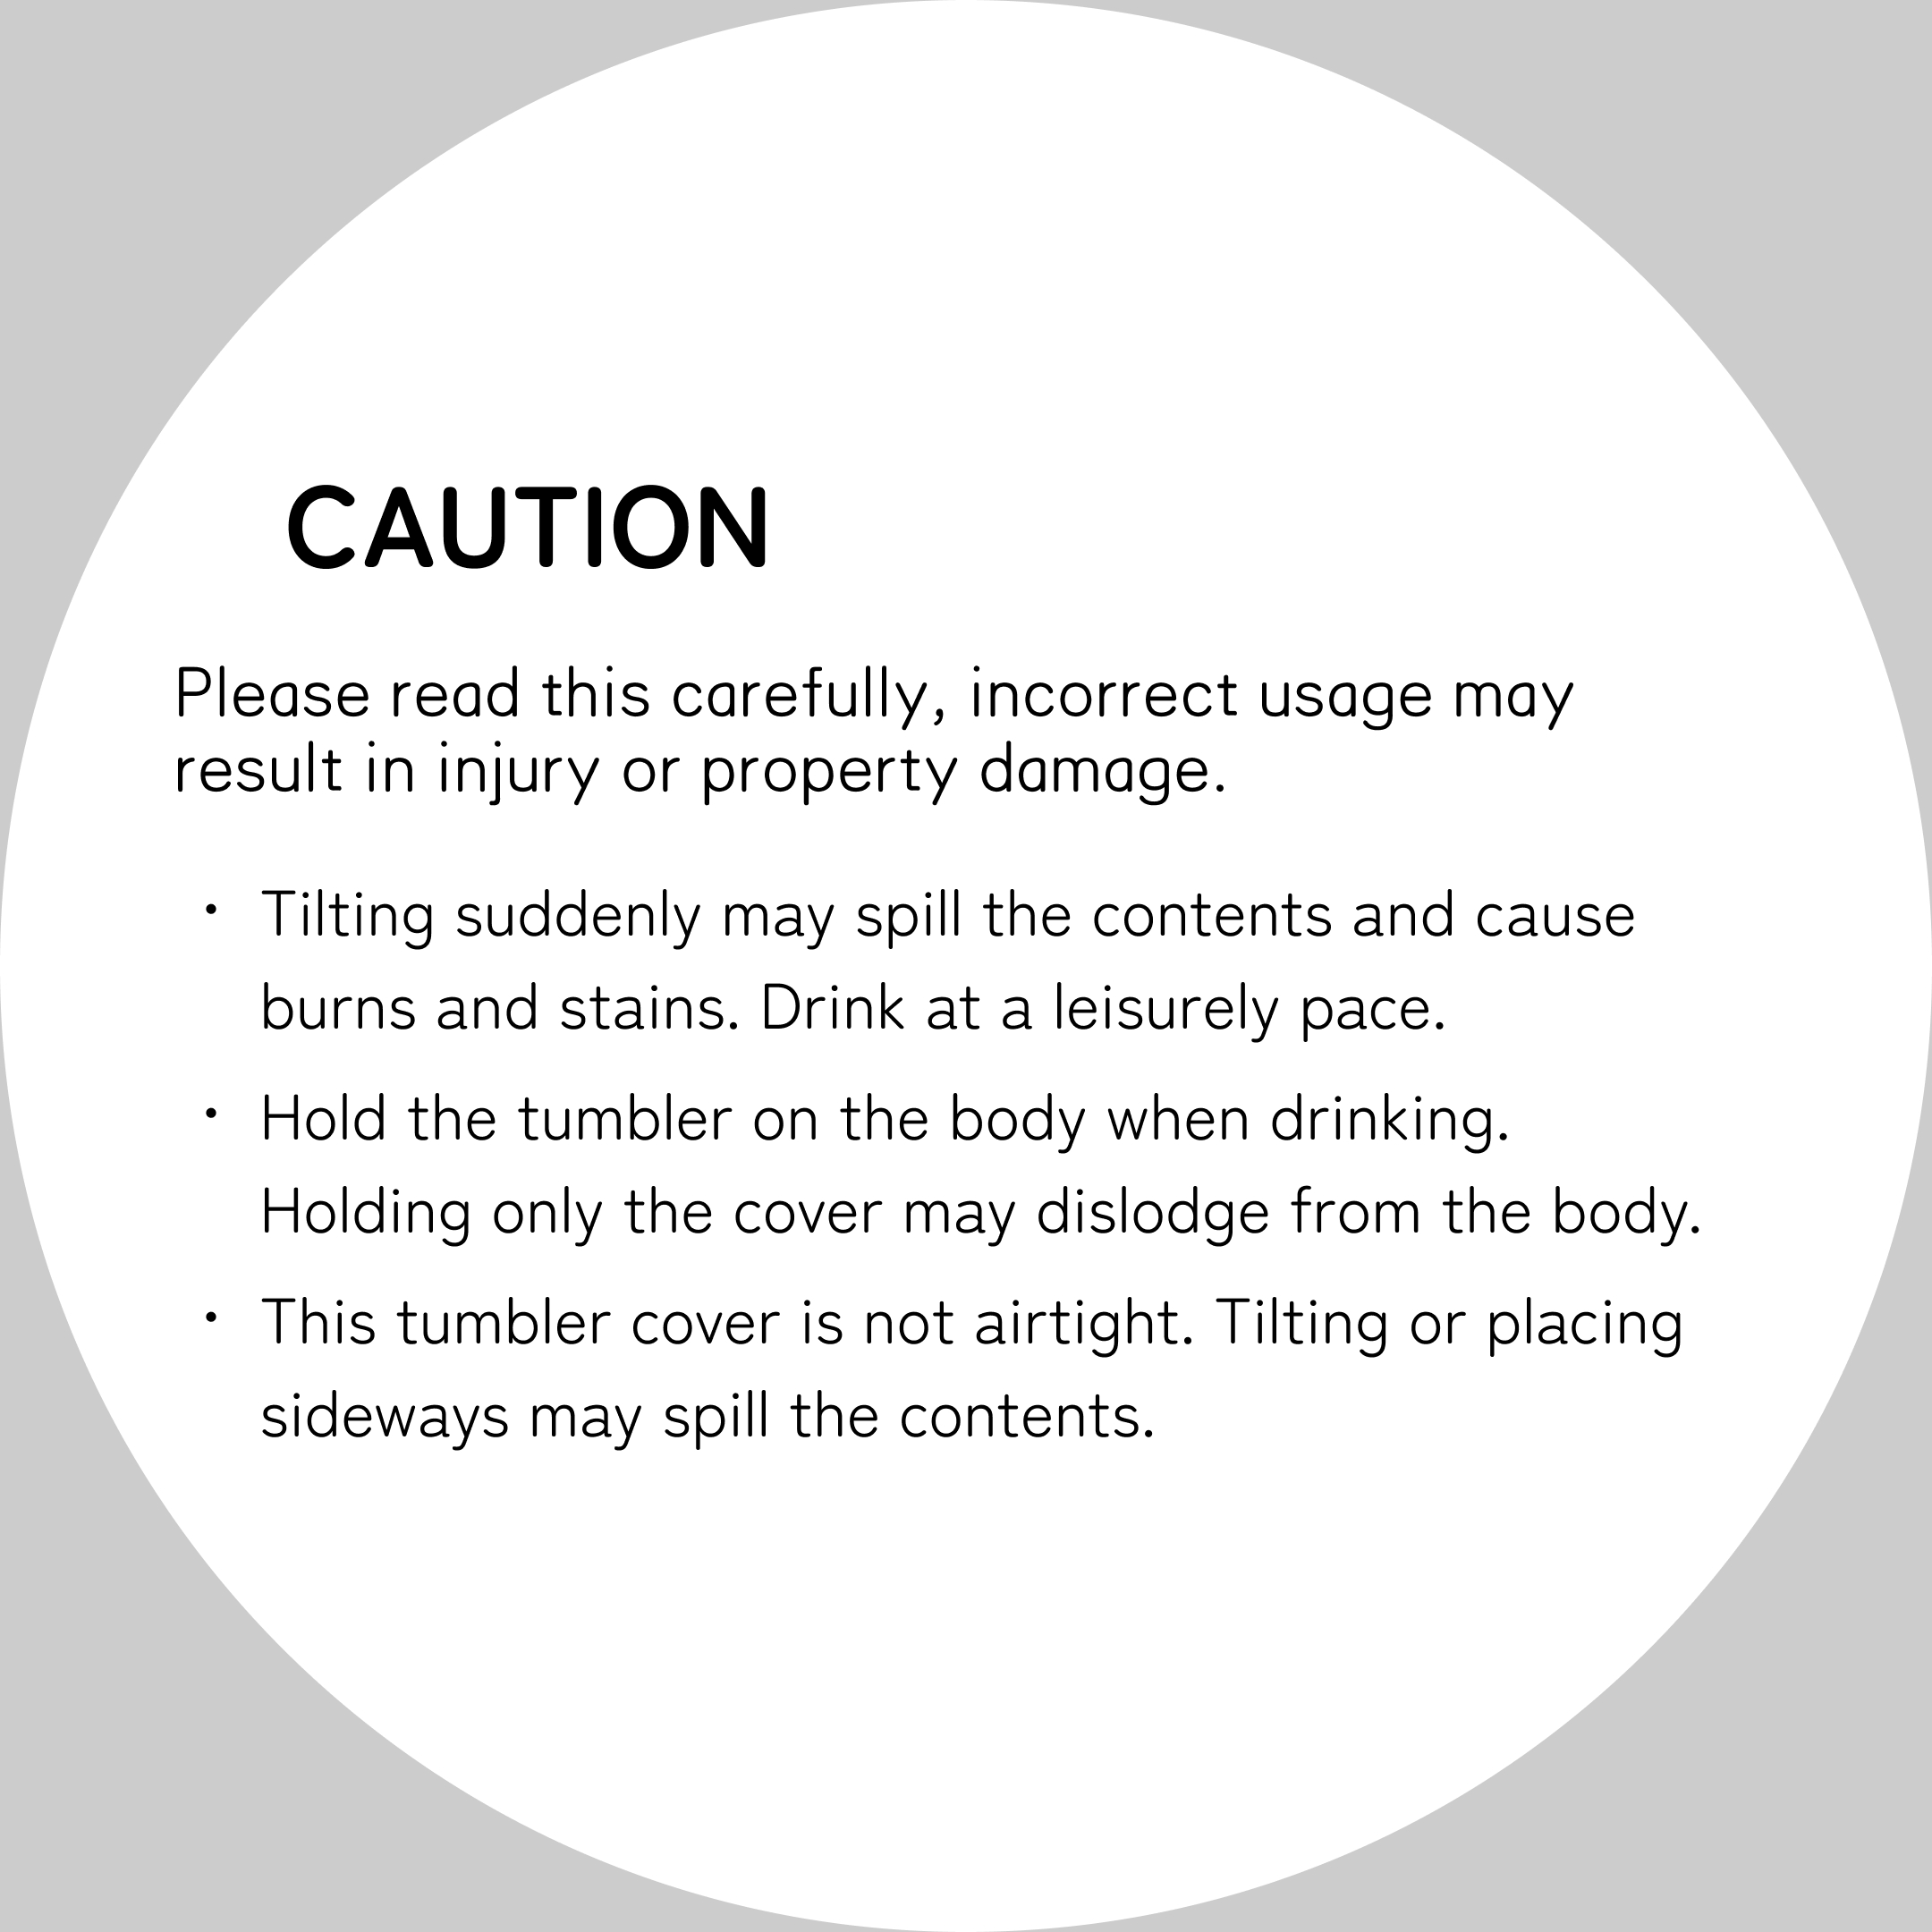 CAUTION
Please read this carefully, incorrect usage may
result in injury or property damage.
• Tilting suddenly may spill the contents and cause
burns and stains. Drink at a leisurely pace.
• Hold the tumbler on the body when drinking.
Holding only the cover may dislodge from the body.
• This tumbler cover is not airtight. Tilting or placing
sideways may spill the contents.